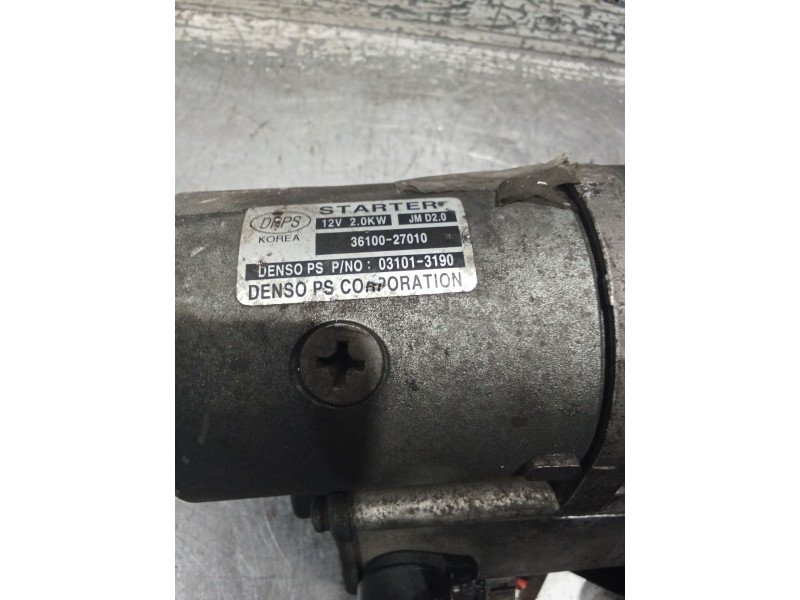 STARTER
DNPS
12V 2.0KW JM D2.0
KOREA
36100-27010
DENSO PS P/NO: 03101-3190
DENSO PS CORPORATION